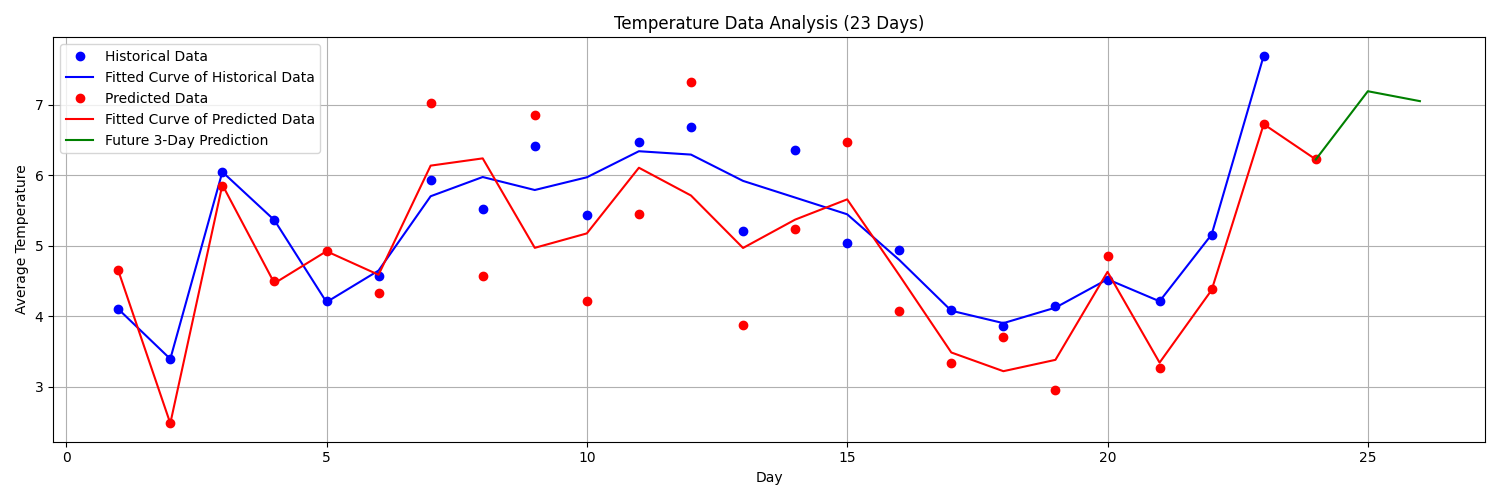 Temperature Data Analysis (23 Days)
Historical Data
Fitted Curve of Historical Data
Predicted Data
Fitted Curve of Predicted Data
Future 3-Day Prediction
Average Temperature
7
6
5
4
3
0 5 10 15 20 25
Day